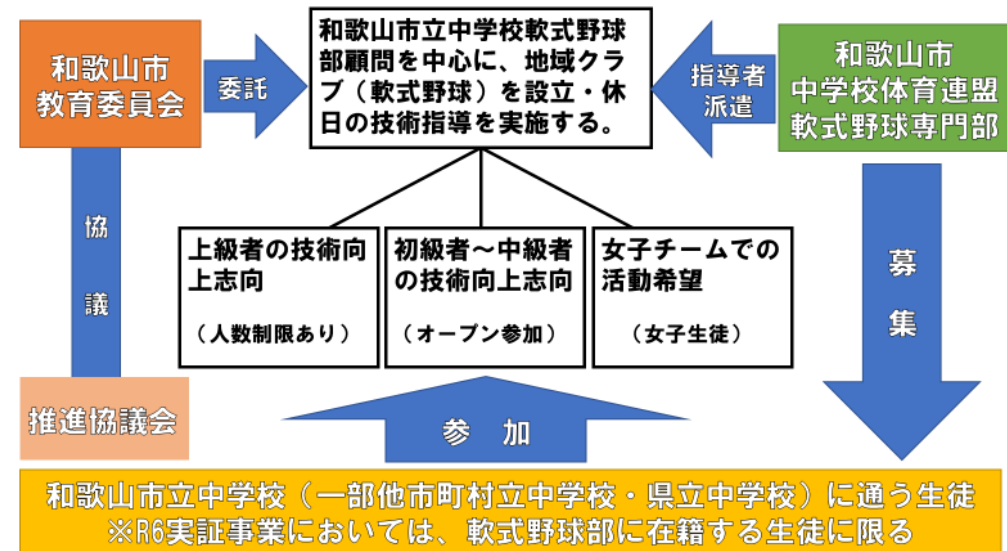 和歌山市
教育委員会
委託
和歌山市立中学校軟式野球
部顧問を中心に、地域クラ
ブ（軟式野球）を設立・休
日の技術指導を実施する。
指導者
派遣
和歌山市
中学校体育連盟
軟式野球専門部
協
議
上級者の技術向
上志向
（人数制限あり）
初級者～中級者
の技術向上志向
（オープン参加）
女子チームでの
活動希望
（女子生徒）
募
集
推進協議会
参　加
和歌山市立中学校（一部他市町村立中学校・県立中学校）に通う生徒
※R6実証事業においては、軟式野球部に在籍する生徒に限る